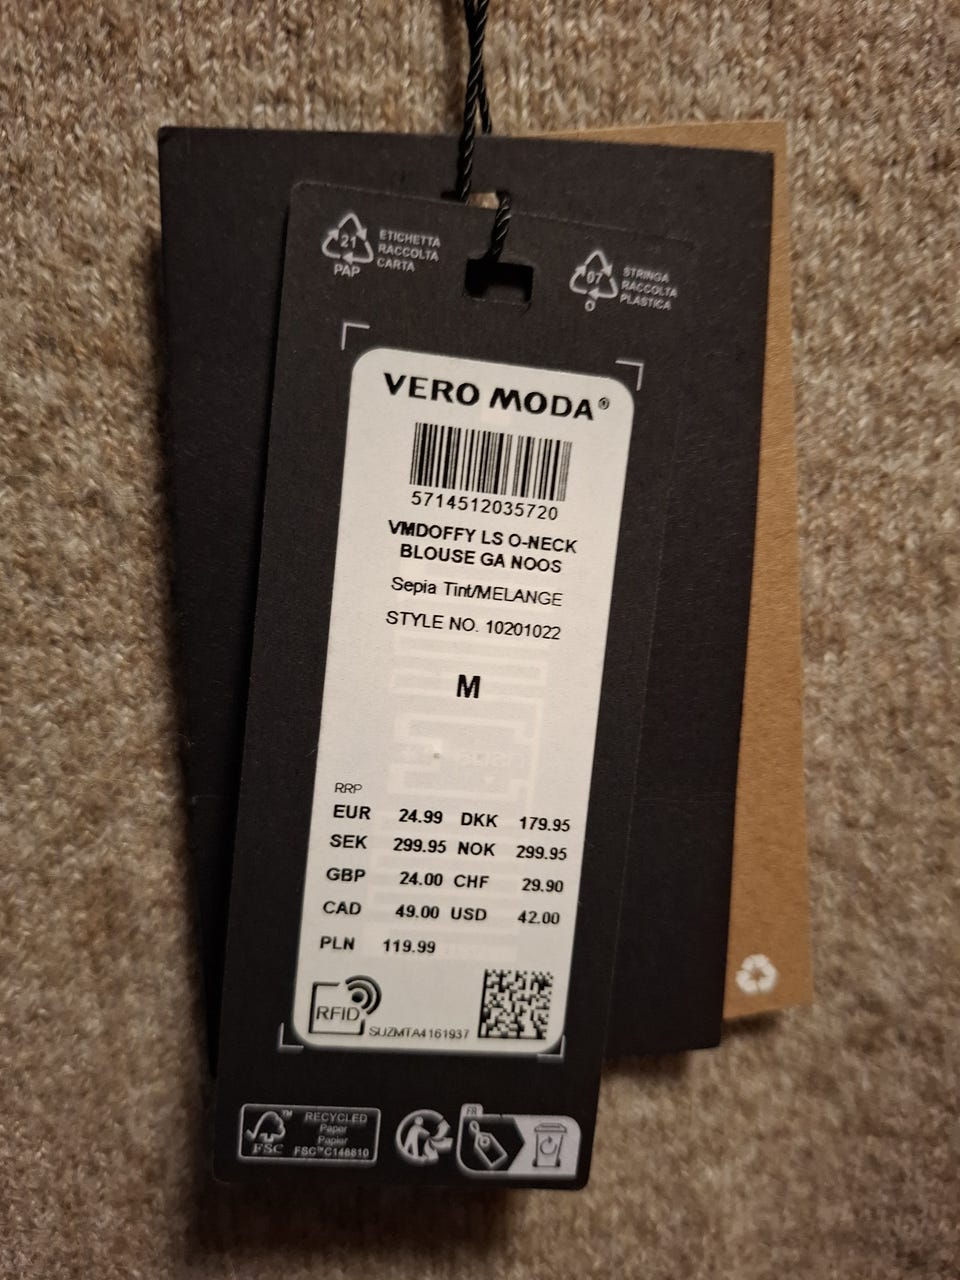 21
PAP
ETICHETTA
RACCOLTA
CARTA
07
O
STRINGA
RACCOLTA
PLASTICA
VERO MODA®
5714512035720
VMDOFFY LS O-NECK
BLOUSE GA NOOS
Sepia Tint/MELANGE
STYLE NO. 10201022
M
RRP
EUR 24.99 DKK 179.95
SEK 299.95 NOK 299.95
GBP 24.00 CHF 29.90
CAD 49.00 USD 42.00
PLN 119.99
RFID
SUZMTA4161937
FSC™
RECYCLED
Paper
Papier
FSC™C148810
FR